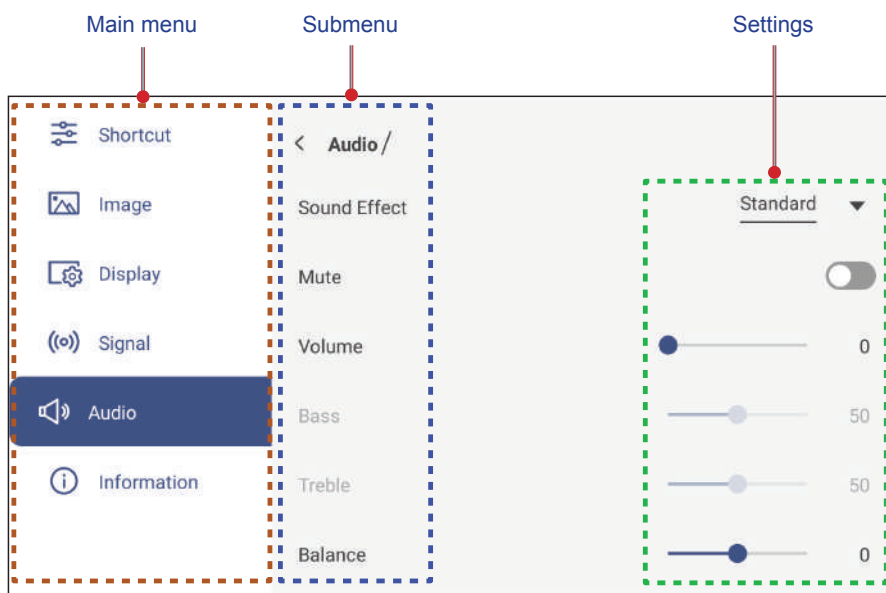 Main menu Submenu Settings
Shortcut
Audio/
Image
Sound Effect Standard
Display
Mute
Signal
Volume 0
Audio
Bass 50
Information
Treble 50
Balance 0